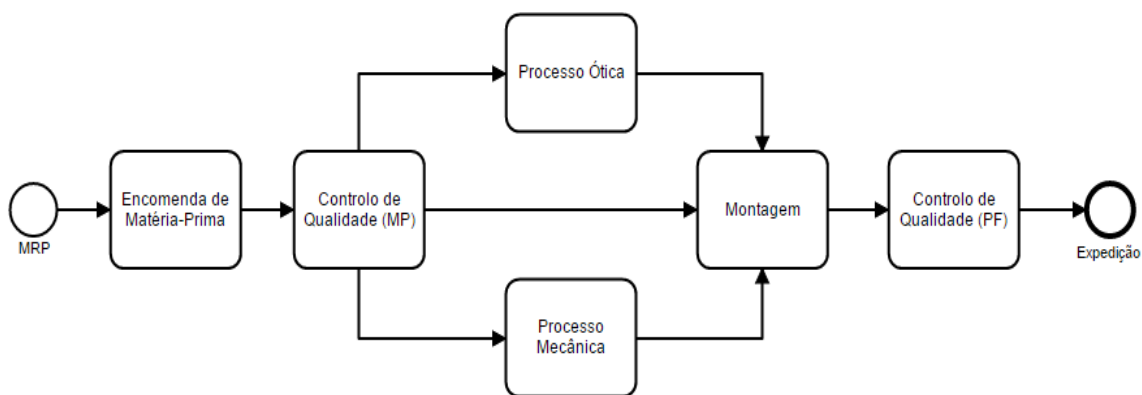 MRP
Encomenda de
Matéria-Prima
Controlo de
Qualidade (MP)
Processo Ótica
Processo
Mecânica
Montagem
Controlo de
Qualidade (PF)
Expedição